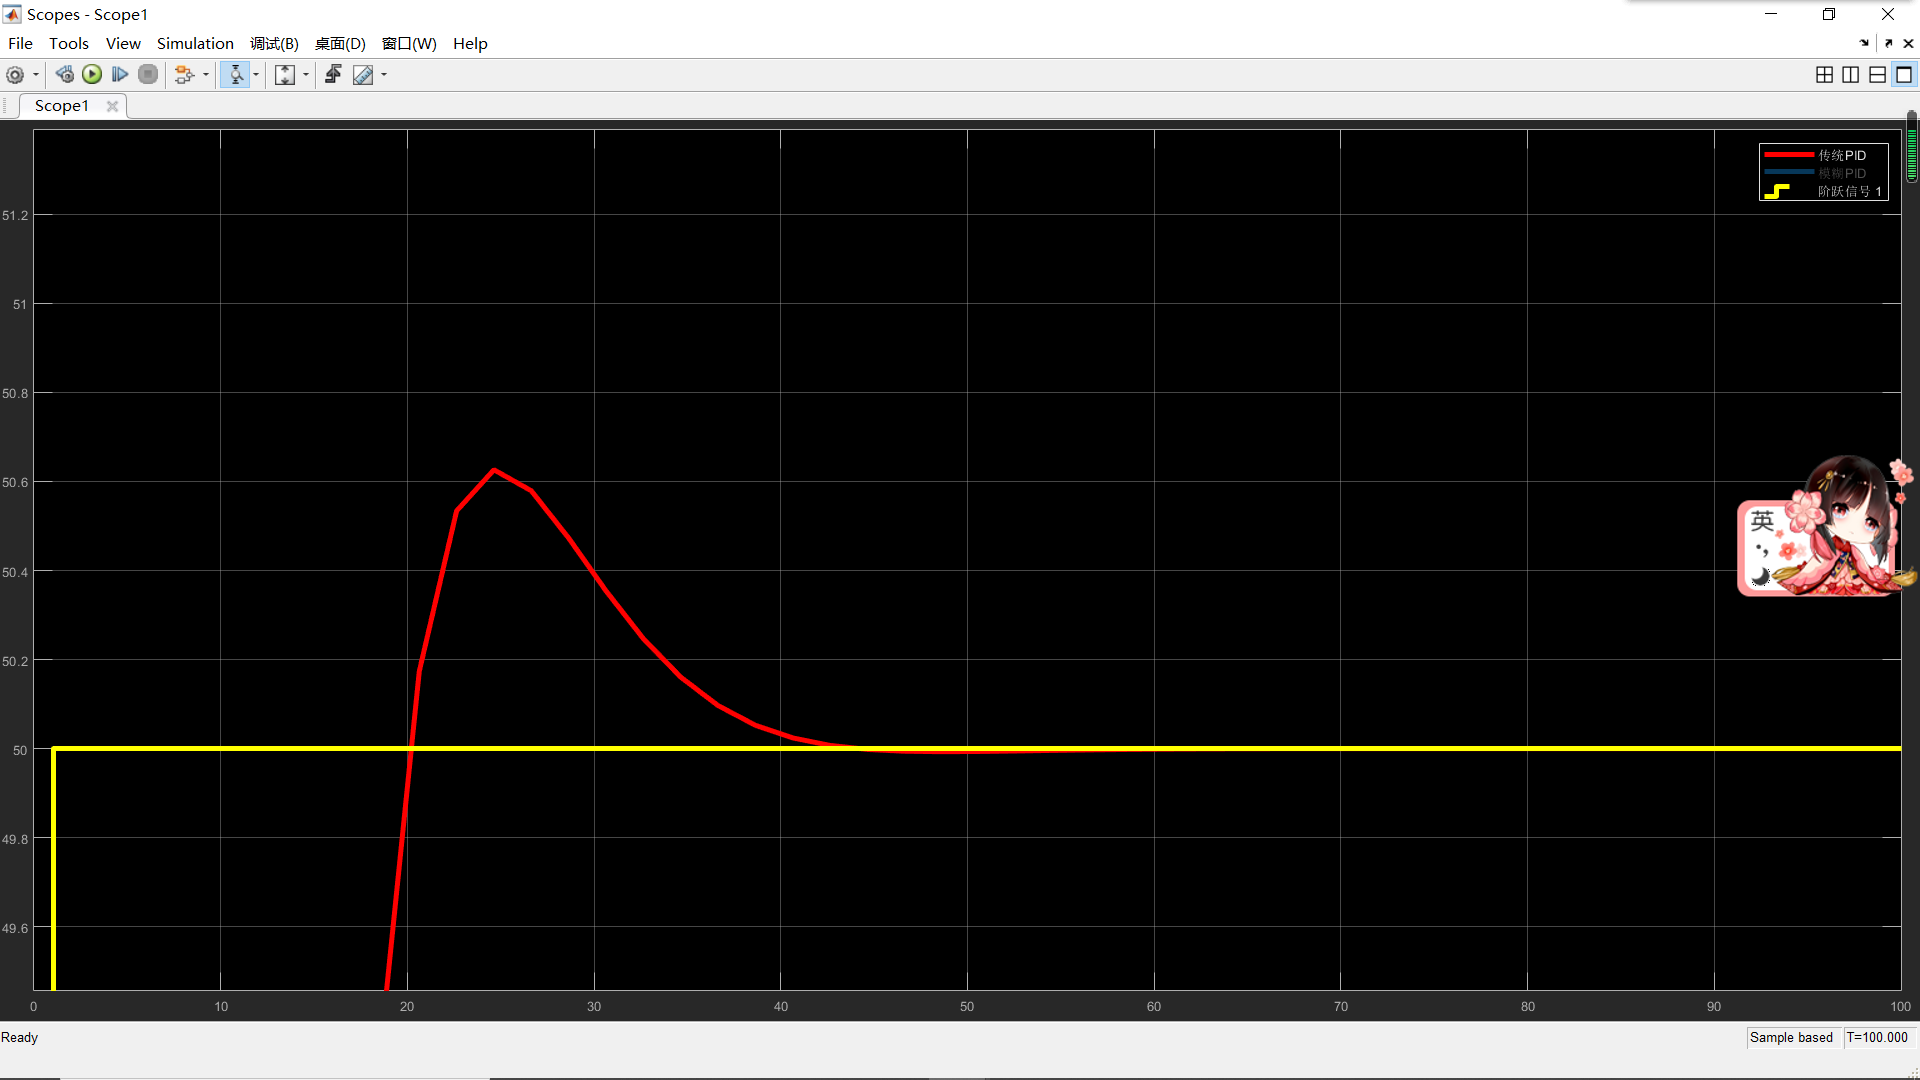 Scopes - Scope1
File Tools View Simulation 调试(B) 桌面(D) 窗口(W) Help
Scope1
传统PID
模糊PID
阶跃信号 1
51.2
51
50.8
50.6
50.4
50.2
50
49.8
49.6
英
0 10 20 30 40 50 60 70 80 90 100
Ready
Sample based T=100.000